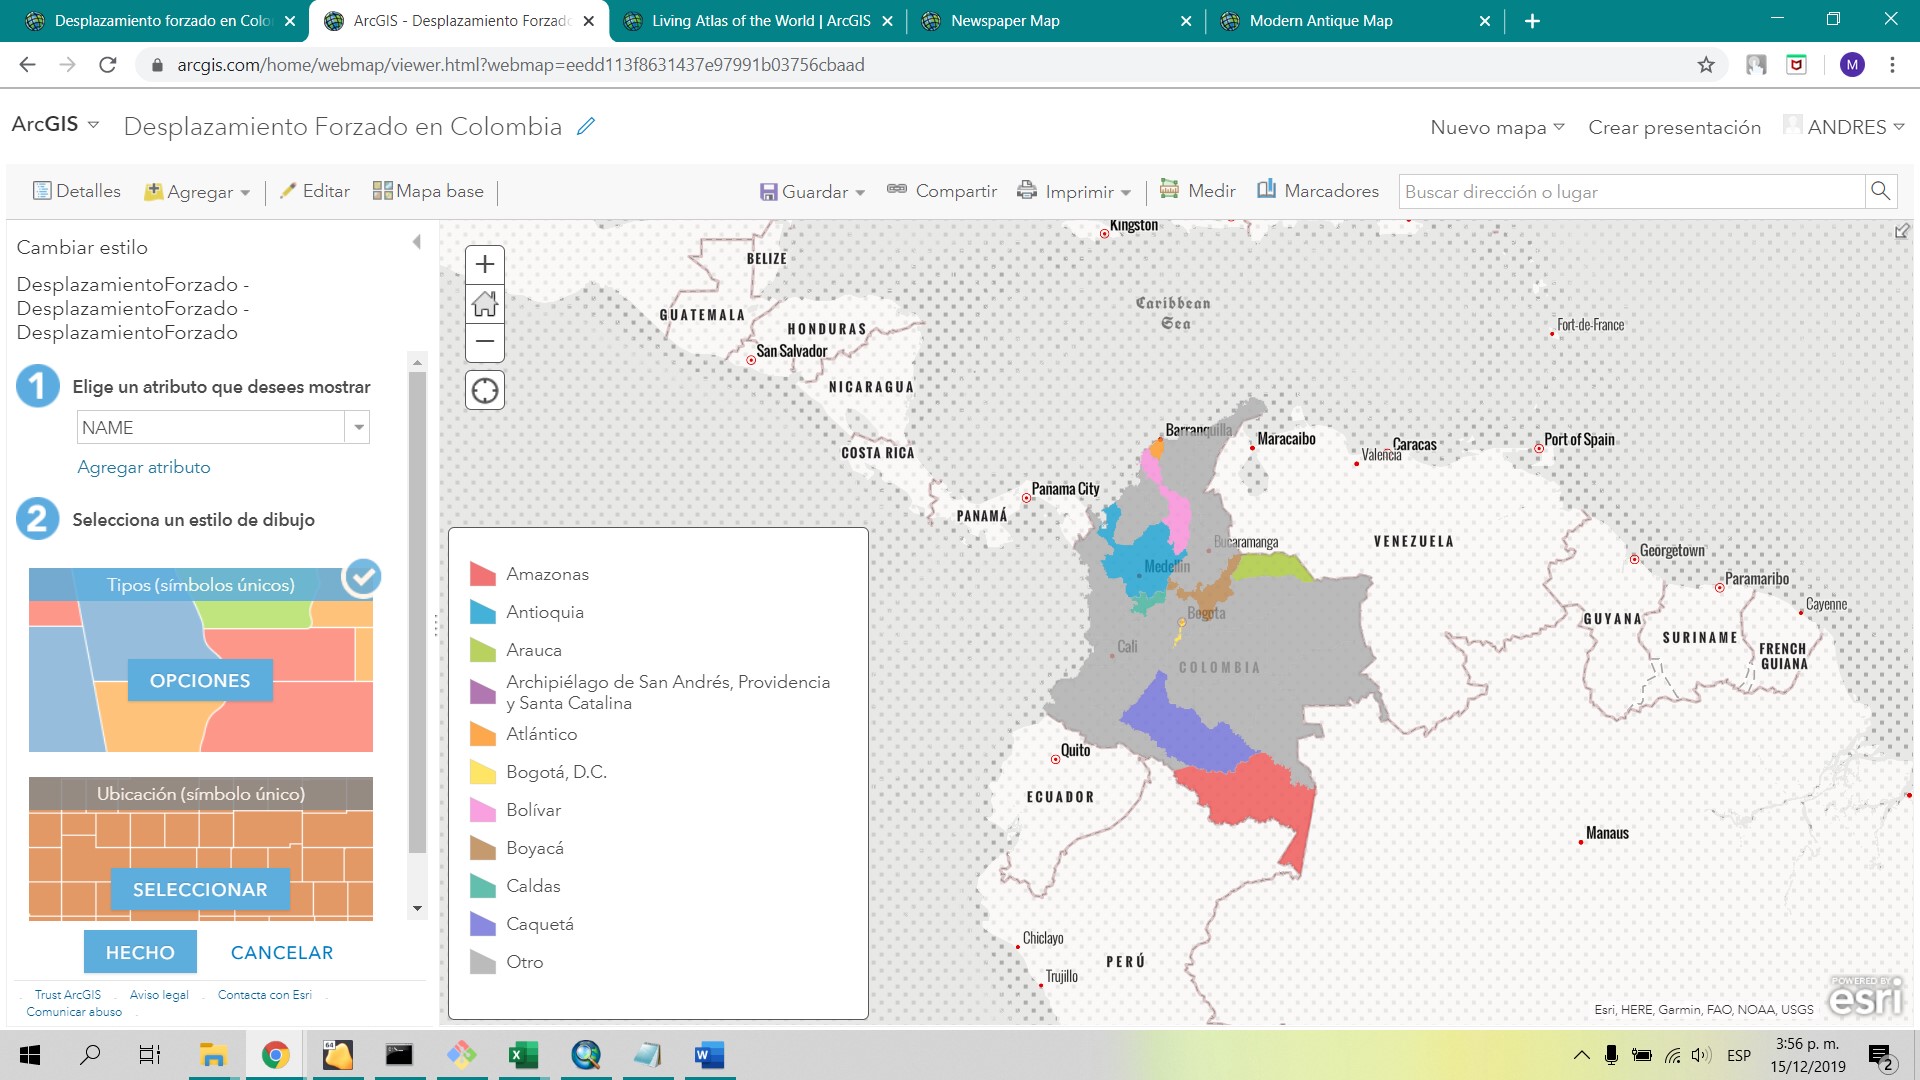 Desplazamiento forzado en Colo
ArcGIS - Desplazamiento Forzado
Living Atlas of the World | ArcGIS
Newspaper Map
Modern Antique Map
arcgis.com/home/webmap/viewer.html?webmap=eedd113f8631437e97991b03756cbaad
M
ArcGIS
Desplazamiento Forzado en Colombia
Nuevo mapa
Crear presentación
ANDRES
Detalles
Agregar
Editar
Mapa base
Guardar
Compartir
Imprimir
Medir
Marcadores
Buscar dirección o lugar
Cambiar estilo
DesplazamientoForzado -
DesplazamientoForzado -
DesplazamientoForzado
1 Elige un atributo que desees mostrar
NAME
Agregar atributo
2 Selecciona un estilo de dibujo
Tipos (símbolos únicos)
OPCIONES
Ubicación (símbolo único)
SELECCIONAR
HECHO
CANCELAR
Trust ArcGIS
Aviso legal
Contacta con Esri
Comunicar abuso
Amazonas
Antioquia
Arauca
Archipiélago de San Andrés, Providencia
y Santa Catalina
Atlántico
Bogotá, D.C.
Bolívar
Boyacá
Caldas
Caquetá
Otro
Kingston
BELIZE
Caribbean
Sea
GUATEMALA
HONDURAS
Fort-de-France
San Salvador
NICARAGUA
Barranquilla
Maracaibo
Caracas
Port of Spain
COSTA RICA
Valencia
Panama City
PANAMÁ
Bucaramanga
VENEZUELA
Georgetown
Medellín
Paramaribo
Cayenne
Bogota
GUYANA
SURINAME
Cali
COLOMBIA
FRENCH
GUIANA
Quito
ECUADOR
Manaus
Chiclayo
PERÚ
Trujillo
POWERED BY
esri
Esri, HERE, Garmin, FAO, NOAA, USGS
64
ESP
3:56 p. m.
15/12/2019
2